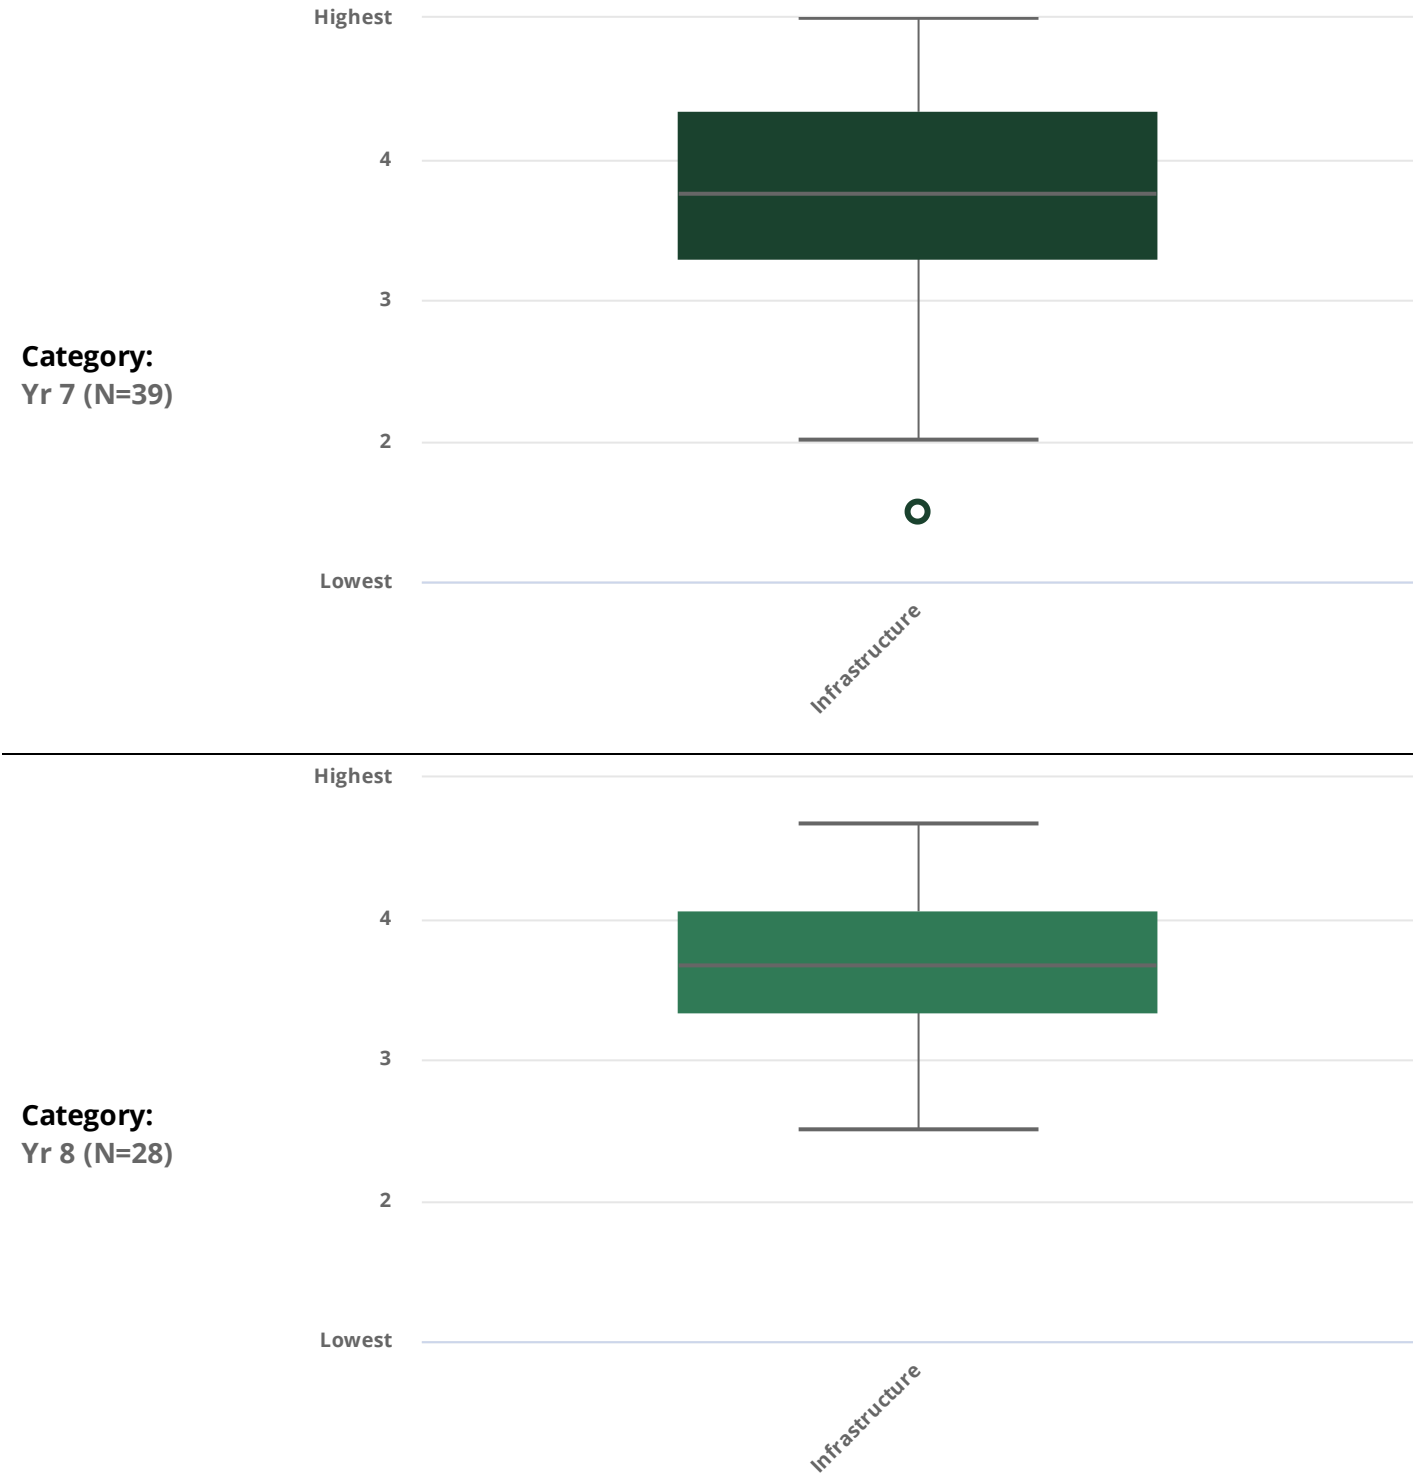 Highest
4
3
Category:
Yr 7 (N=39)
2
Lowest
Infrastructure
Highest
4
3
Category:
Yr 8 (N=28)
2
Lowest
Infrastructure